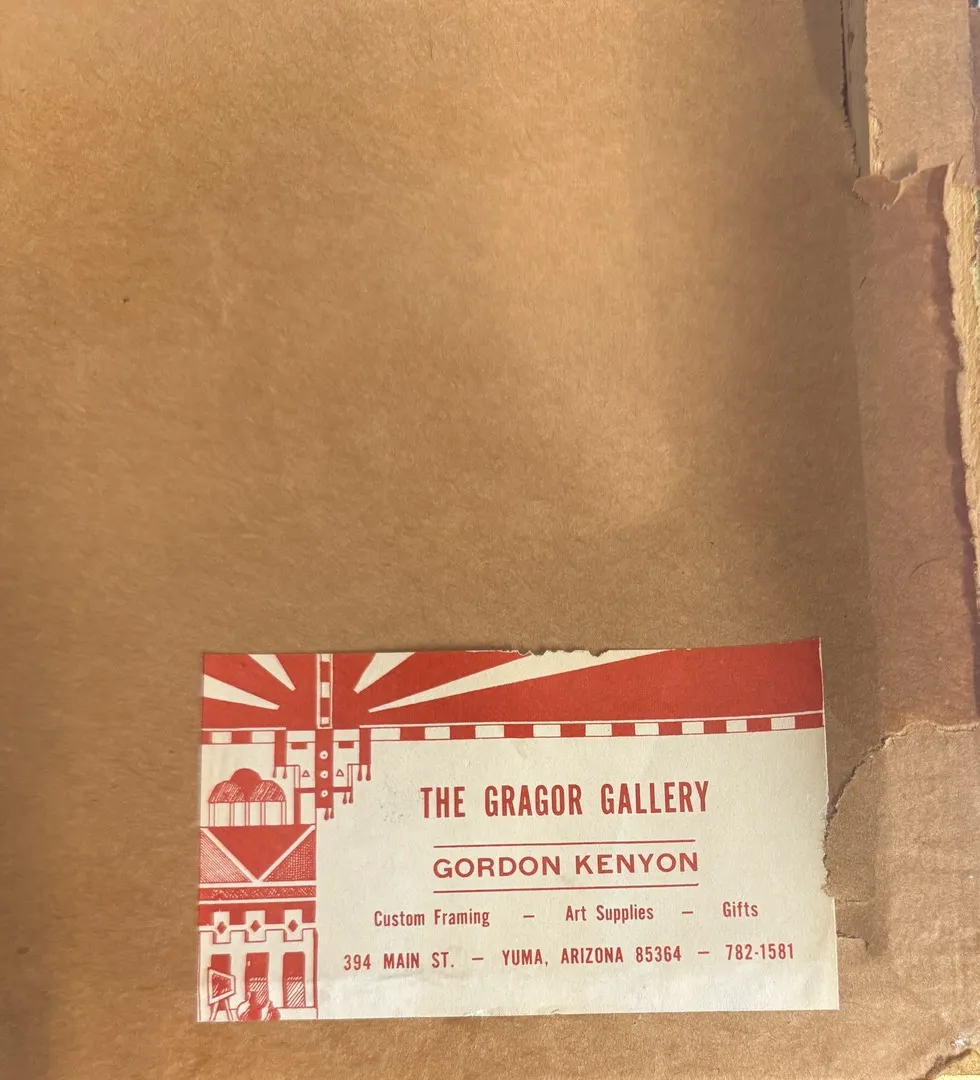 THE GRAGOR GALLERY
GORDON KENYON
Custom Framing – Art Supplies – Gifts
394 MAIN ST. – YUMA, ARIZONA 85364 – 782-1581